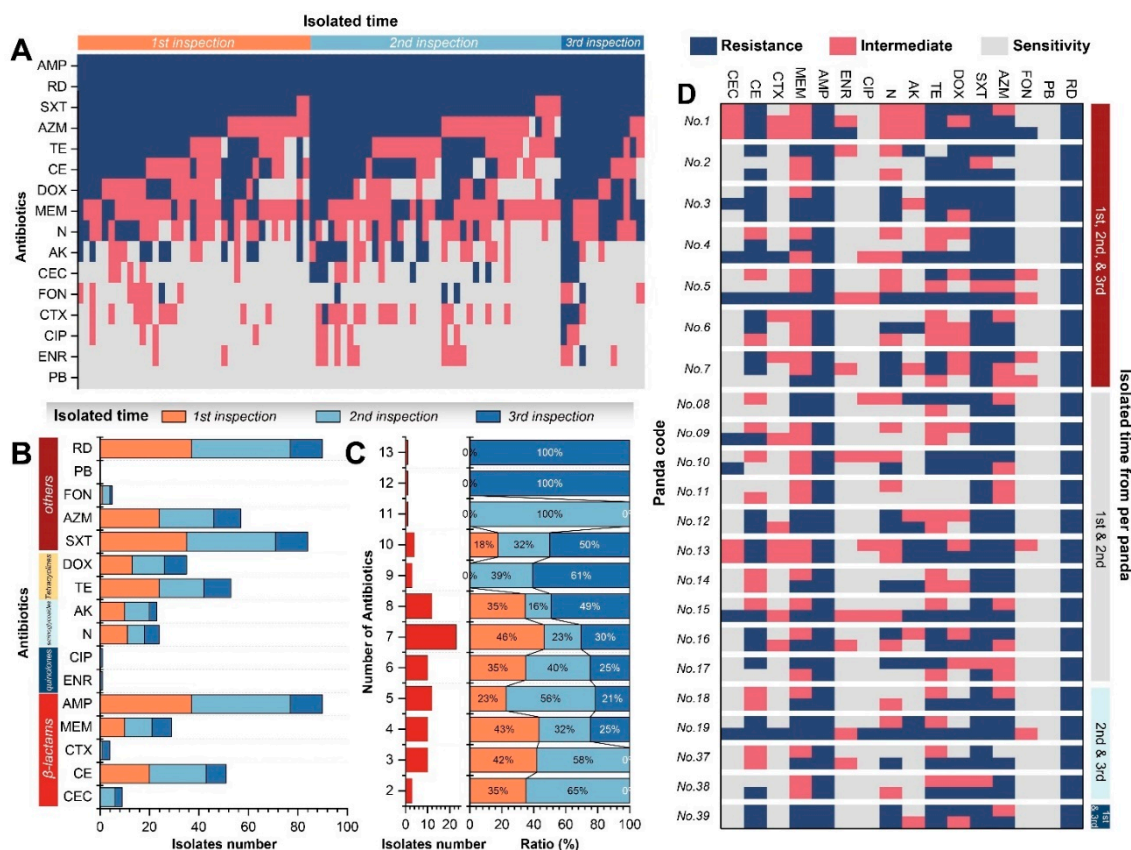 Isolated time
A
1st inspection 2nd inspection 3rd inspection
Antibiotics
AMP
RD
SXT
AZM
TE
CE
DOX
MEM
N
AK
CEC
FON
CTX
CIP
ENR
PB
Isolated time 1st inspection 2nd inspection 3rd inspection
B
Antibiotics
others
Tetracyclines
quinolones
β-lactams
RD
PB
FON
AZM
SXT
DOX
TE
AK
N
CIP
ENR
AMP
MEM
CTX
CE
CEC
0 20 40 60 80 100
Isolates number
C
Number of Antibiotics
13 0% 100%
12 0% 100%
11 100% 0%
10 18% 32% 50%
9 0% 39% 61%
8 35% 16% 49%
7 46% 23% 30%
6 35% 40% 25%
5 23% 56% 21%
4 43% 32% 25%
3 42% 58% 0%
2 35% 65% 0%
0 10 20
Isolates number
0 20 40 60 80 100
Ratio (%)
Resistance Intermediate Sensitivity
D
CEC CE CTX MEM AMP ENR CIP N AK TE DOX SXT AZM FON PB RD
Panda code
No.1
No.2
No.3
No.4
No.5
No.6
No.7
No.08
No.09
No.10
No.11
No.12
No.13
No.14
No.15
No.16
No.17
No.18
No.19
No.37
No.38
No.39
1st, 2nd, & 3rd
1st & 2nd
2nd & 3rd
1st & 3rd
Isolated time from per panda